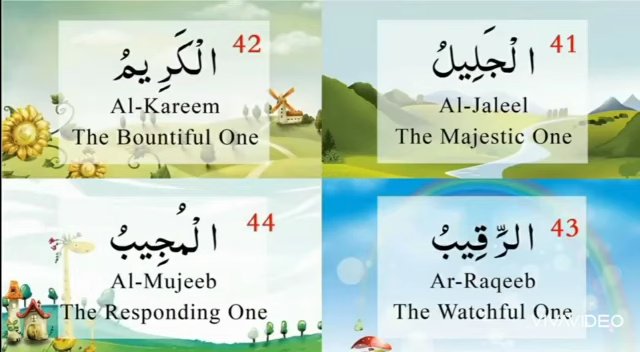 41
الْجَلِيلُ
Al-Jaleel
The Majestic One
42
الْكَرِيمُ
Al-Kareem
The Bountiful One
43
الرَّقِيبُ
Ar-Raqeeb
The Watchful One
44
الْمُجِيبُ
Al-Mujeeb
The Responding One
VIVAVIDEO